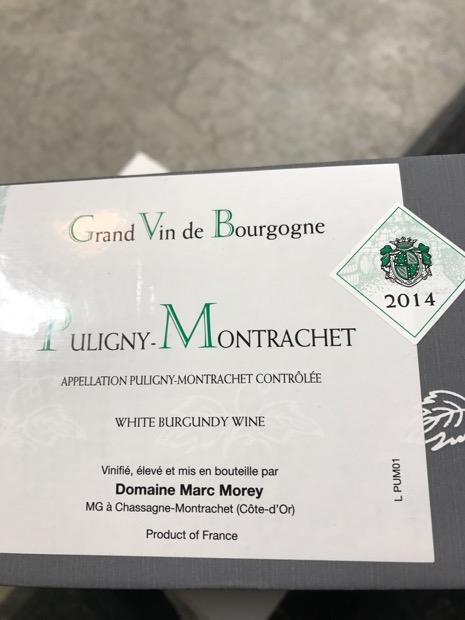 Grand Vin de Bourgogne
2014
Puligny-Montrachet
APPELLATION PULIGNY-MONTRACHET CONTRÔLÉE
WHITE BURGUNDY WINE
Vinifié, élevé et mis en bouteille par
Domaine Marc Morey
MG à Chassagne-Montrachet (Côte-d'Or)
Product of France
L PUM01